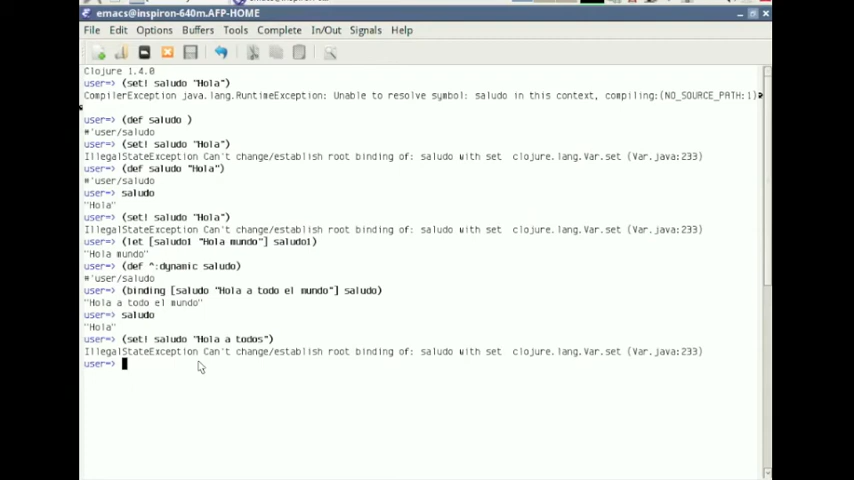 emacs@inspiron-640m.AFP-HOME
File Edit Options Buffers Tools Complete In/Out Signals Help
Clojure 1.4.0
user=> (set! saludo "Hola")
CompilerException java.lang.RuntimeException: Unable to resolve symbol: saludo in this context, compiling:(NO_SOURCE_PATH:1)
user=> (def saludo )
#'user/saludo
user=> (set! saludo "Hola")
IllegalStateException Can't change/establish root binding of: saludo with set  clojure.lang.Var.set (Var.java:233)
user=> (def saludo "Hola")
#'user/saludo
user=> saludo
"Hola"
user=> (set! saludo "Hola")
IllegalStateException Can't change/establish root binding of: saludo with set  clojure.lang.Var.set (Var.java:233)
user=> (let [saludo1 "Hola mundo"] saludo1)
"Hola mundo"
user=> (def ^:dynamic saludo)
#'user/saludo
user=> (binding [saludo "Hola a todo el mundo"] saludo)
"Hola a todo el mundo"
user=> saludo
"Hola"
user=> (set! saludo "Hola a todos")
IllegalStateException Can't change/establish root binding of: saludo with set  clojure.lang.Var.set (Var.java:233)
user=>